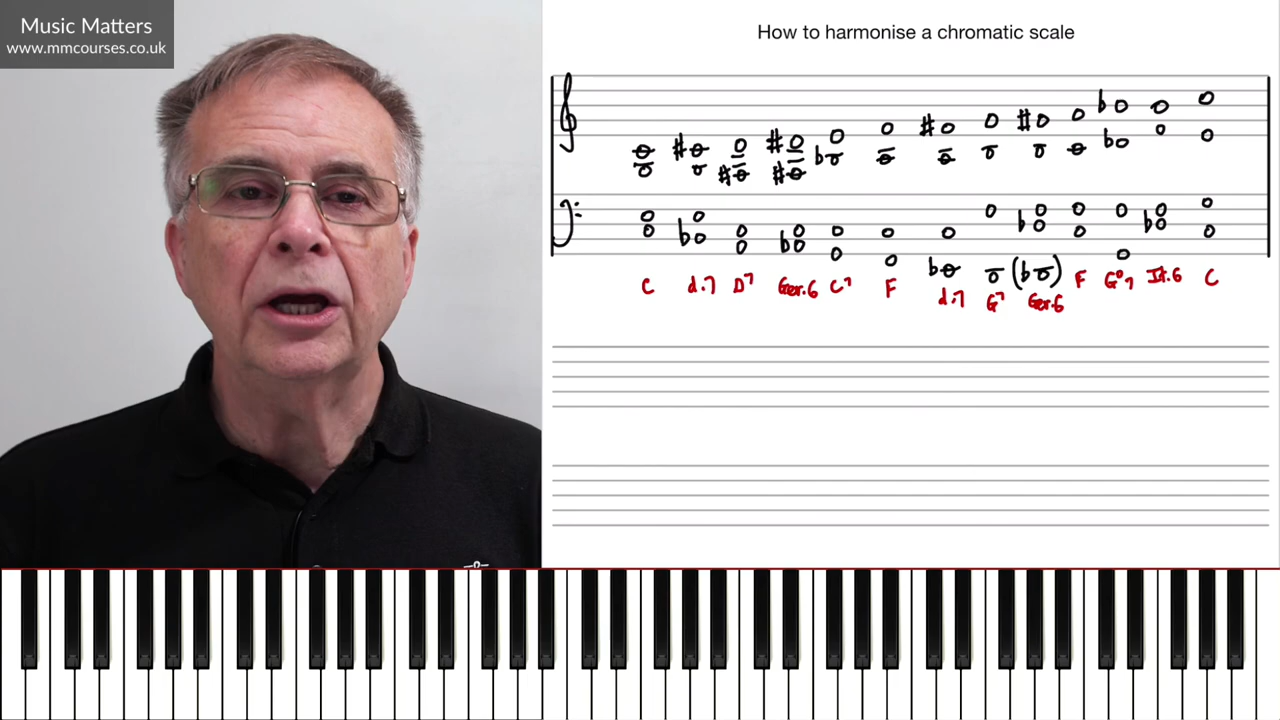 Music Matters
www.mmcourses.co.uk
How to harmonise a chromatic scale
C d.7 D7 Ger.6 C7 F d.7 G7 Ger.6 F G°7 It.6 C